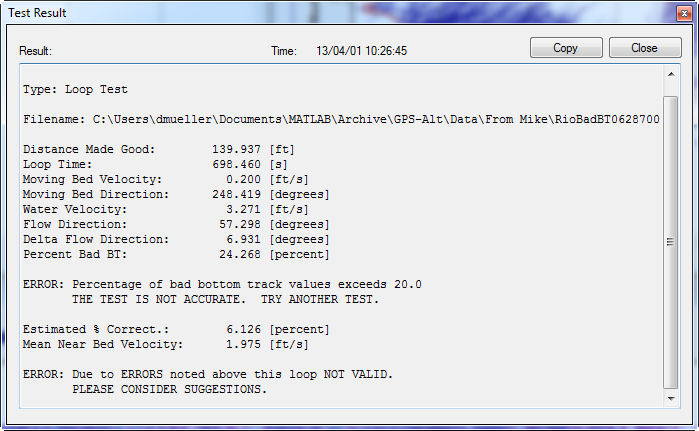 Test Result
Result: Time: 13/04/01 10:26:45 Copy Close
Type: Loop Test
Filename: C:\Users\dmueller\Documents\MATLAB\Archive\GPS-Alt\Data\From Mike\RioBadBT0628700
Distance Made Good: 139.937 [ft]
Loop Time: 698.460 [s]
Moving Bed Velocity: 0.200 [ft/s]
Moving Bed Direction: 248.419 [degrees]
Water Velocity: 3.271 [ft/s]
Flow Direction: 57.298 [degrees]
Delta Flow Direction: 6.931 [degrees]
Percent Bad BT: 24.268 [percent]
ERROR: Percentage of bad bottom track values exceeds 20.0
THE TEST IS NOT ACCURATE. TRY ANOTHER TEST.
Estimated % Correct.: 6.126 [percent]
Mean Near Bed Velocity: 1.975 [ft/s]
ERROR: Due to ERRORS noted above this loop NOT VALID.
PLEASE CONSIDER SUGGESTIONS.